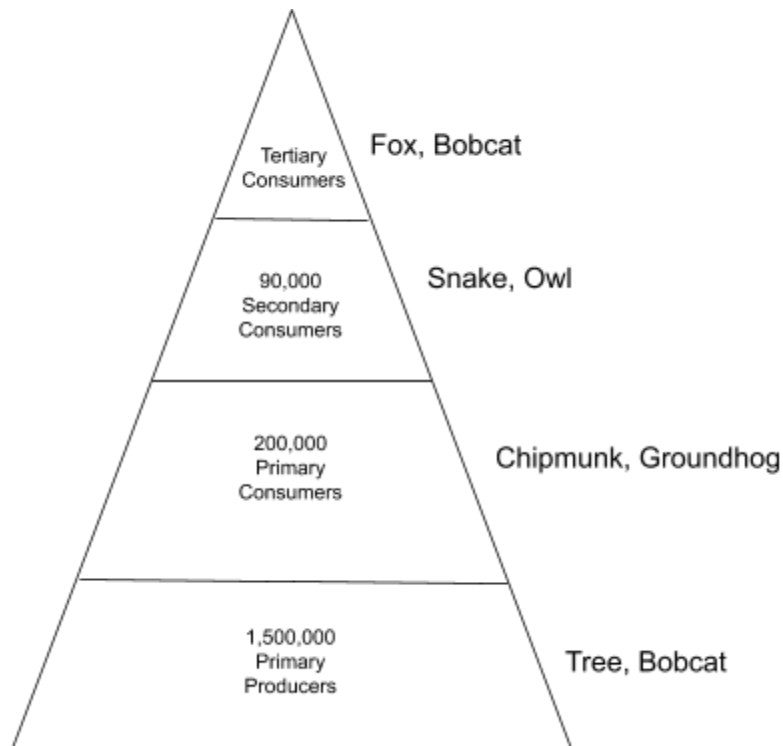 Tertiary
Consumers
Fox, Bobcat
90,000
Secondary
Consumers
Snake, Owl
200,000
Primary
Consumers
Chipmunk, Groundhog
1,500,000
Primary
Producers
Tree, Bobcat